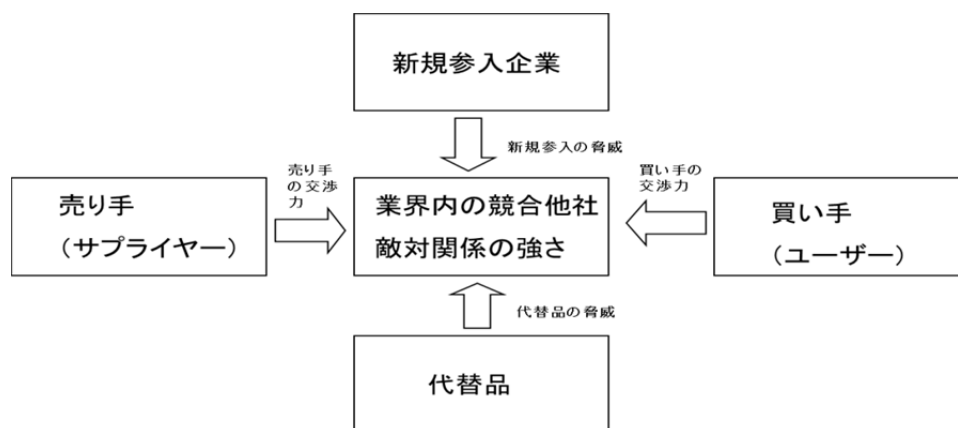 新規参入企業
新規参入の脅威
売り手
の交渉
力
買い手の
交渉力
売り手
（サプライヤー）
業界内の競合他社
敵対関係の強さ
買い手
（ユーザー）
代替品の脅威
代替品